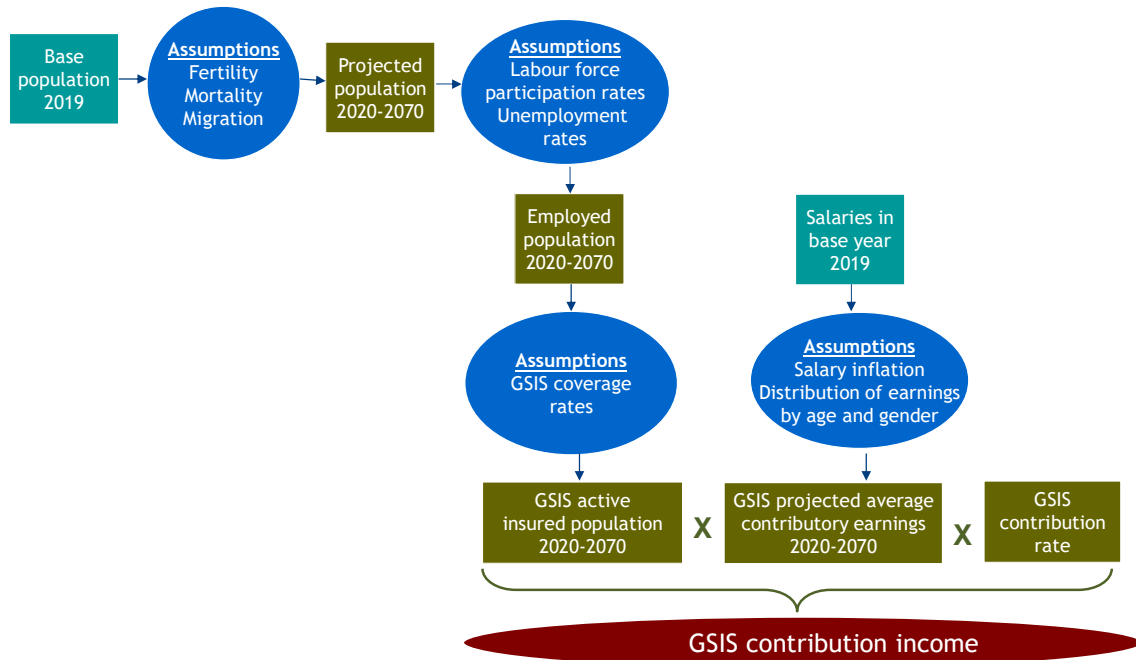 Base
population
2019
Assumptions
Fertility
Mortality
Migration
Projected
population
2020-2070
Assumptions
Labour force
participation rates
Unemployment
rates
Employed
population
2020-2070
Salaries in
base year
2019
Assumptions
GSIS coverage
rates
Assumptions
Salary inflation
Distribution of earnings
by age and gender
GSIS active
insured population
2020-2070
X
GSIS projected average
contributory earnings
2020-2070
X
GSIS
contribution
rate
GSIS contribution income